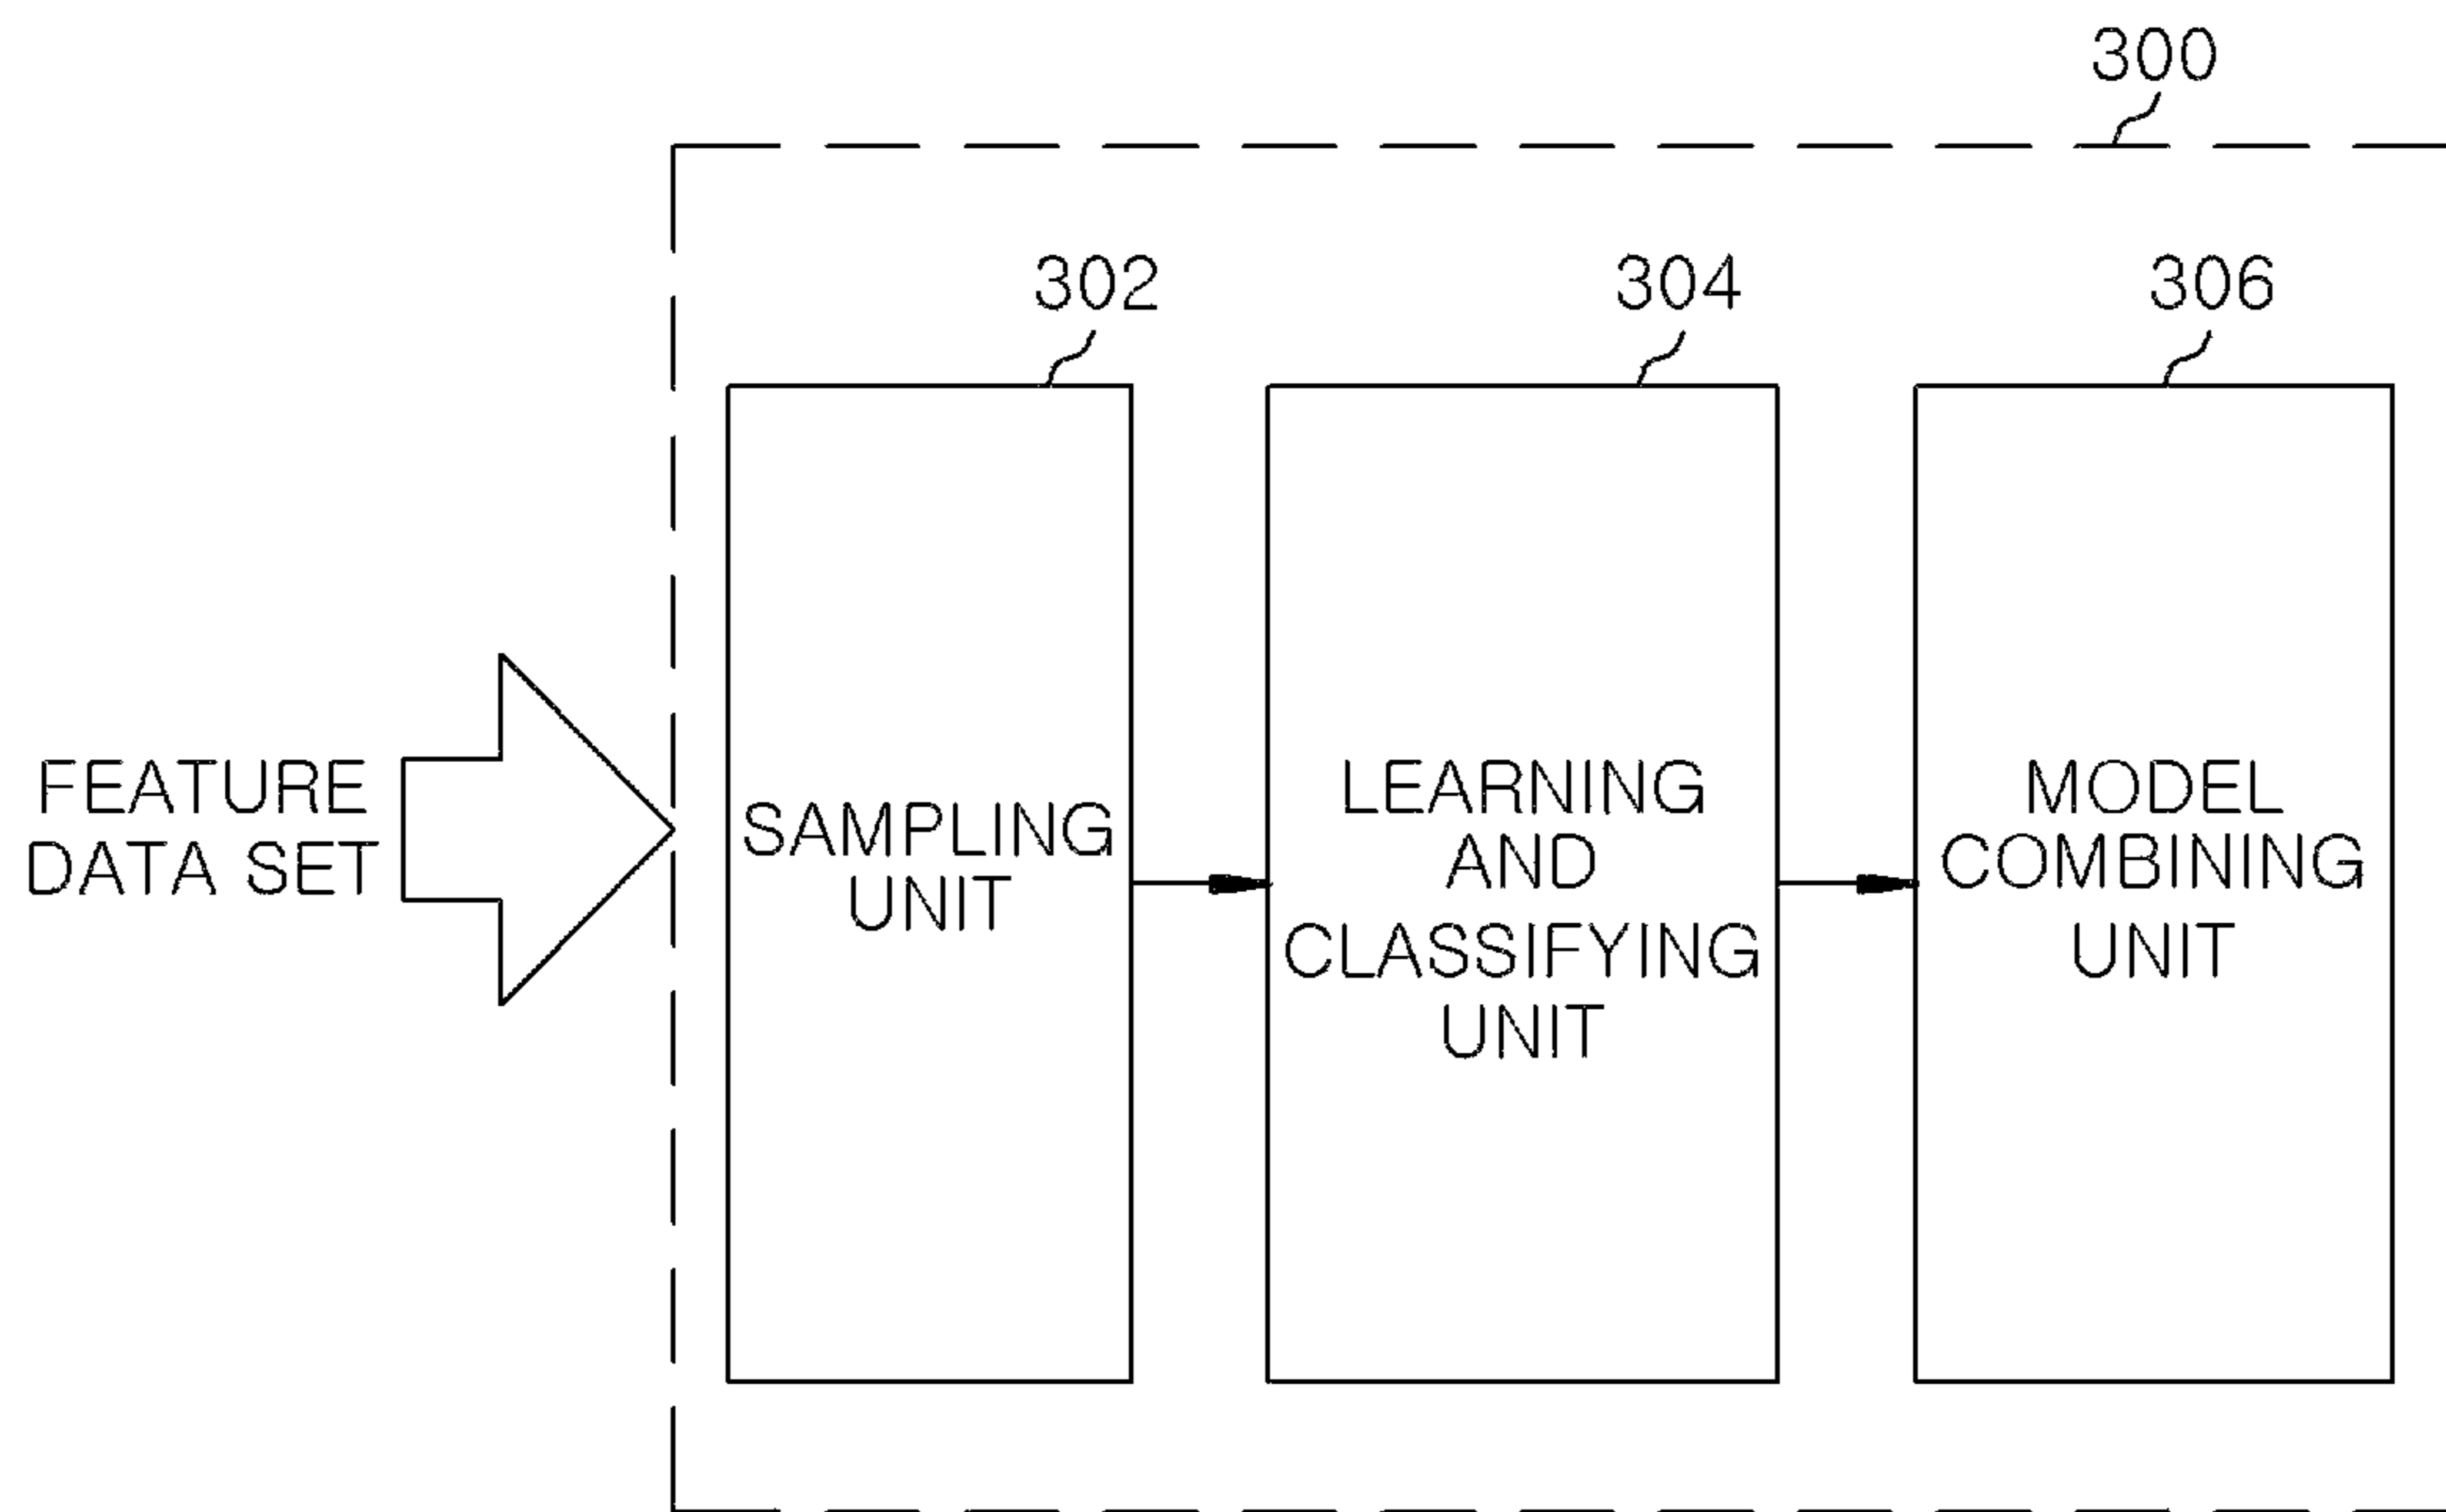 300
302
304
306
FEATURE
DATA SET
SAMPLING
UNIT
LEARNING
AND
CLASSIFYING
UNIT
MODEL
COMBINING
UNIT